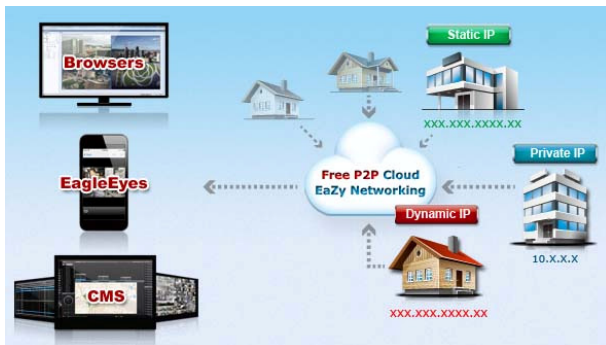 Browsers
Static IP
xxx.xxx.xxxx.xx
Free P2P Cloud
EaZy Networking
Private IP
EagleEyes
Dynamic IP
10.x.x.x
CMS
xxx.xxx.xxxx.xx